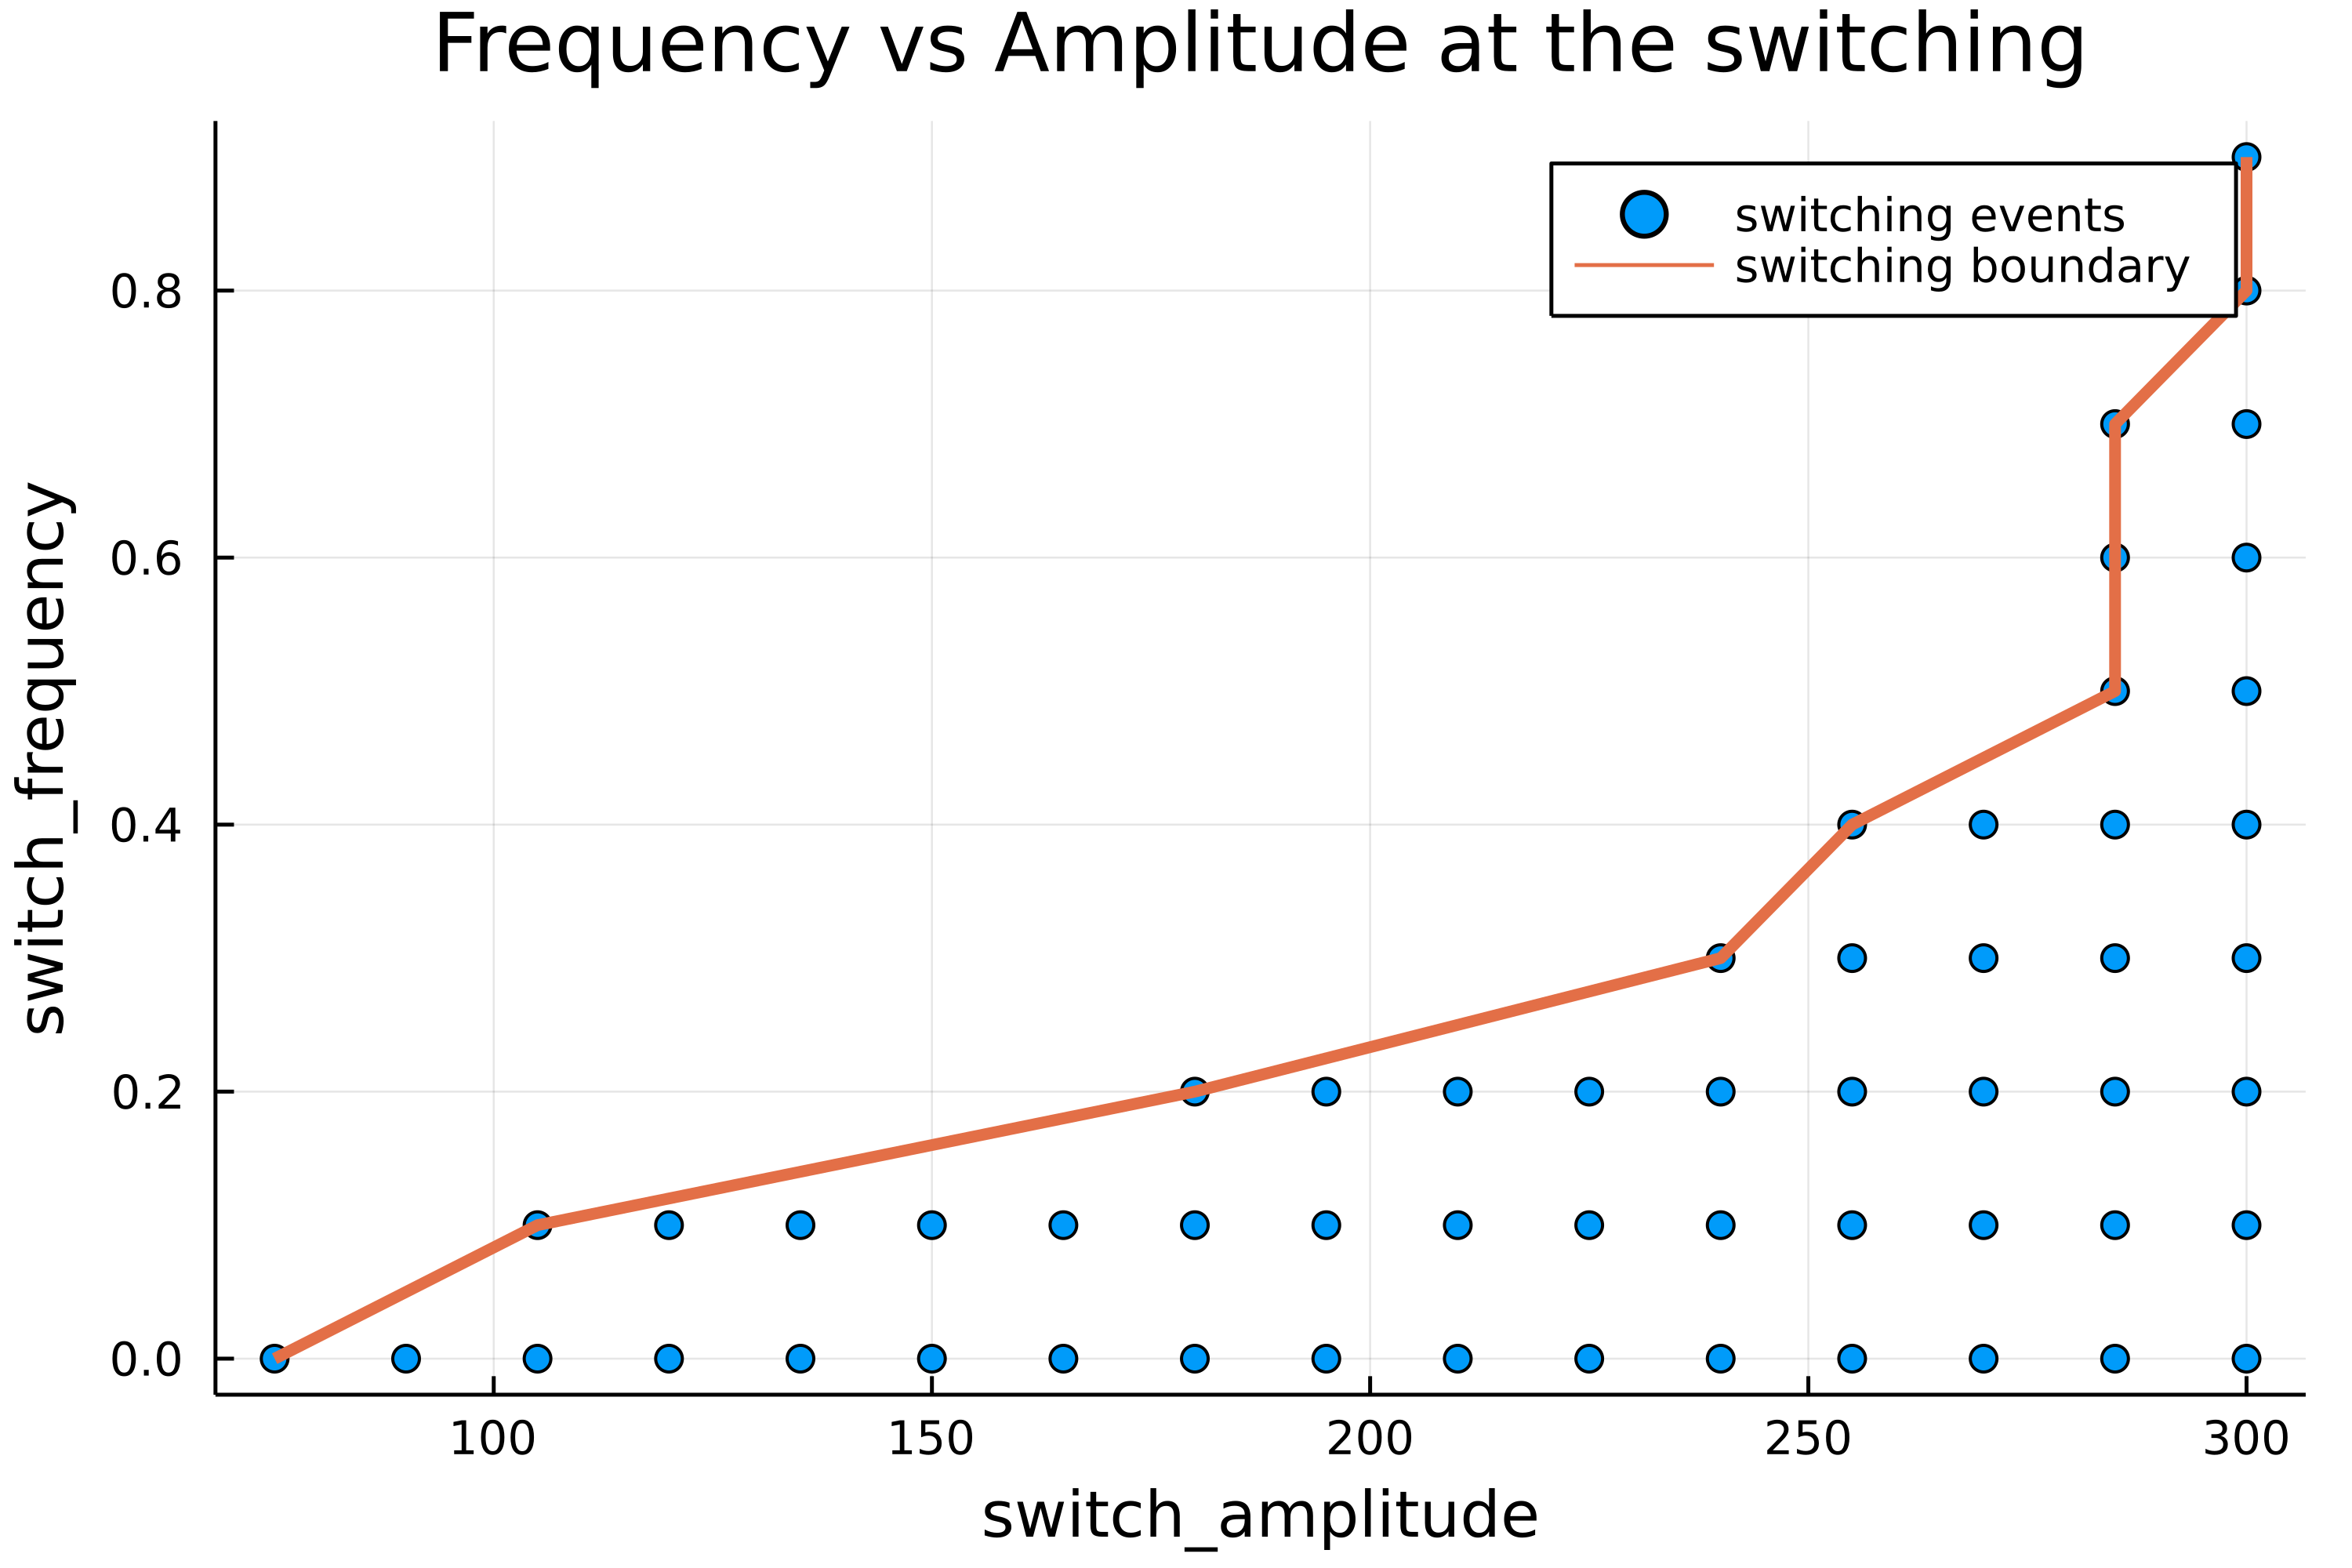 Frequency vs Amplitude at the switching
switching events
switching boundary
switch_frequency
0.8
0.6
0.4
0.2
0.0
100 150 200 250 300
switch_amplitude